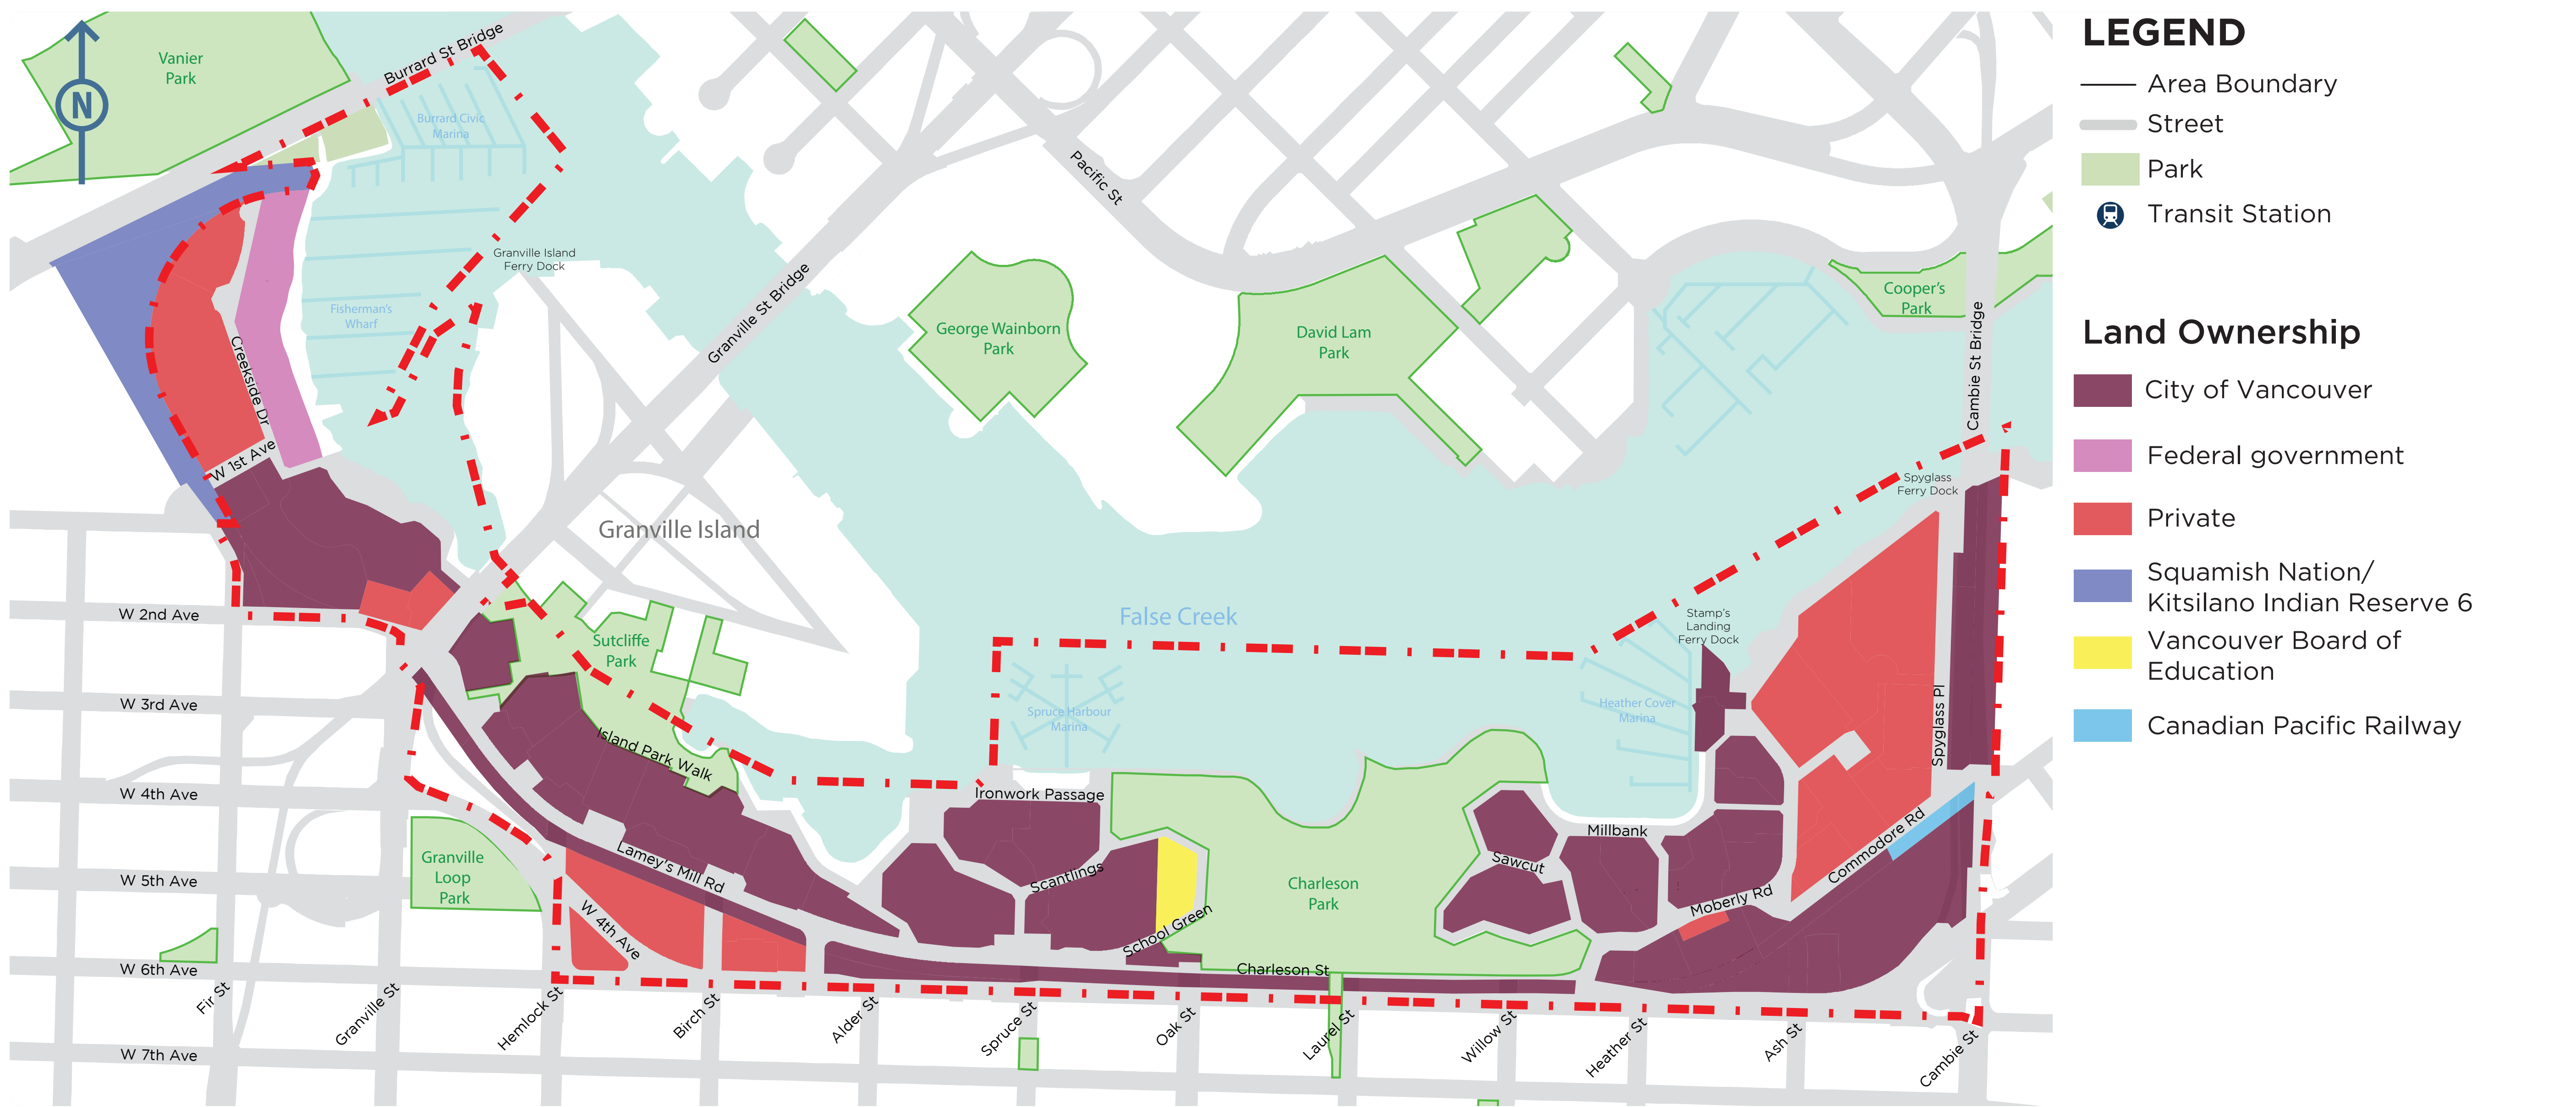 Vanier
Park
N
Burrard St Bridge
Burrard Civic
Marina
Granville Island
Ferry Dock
Fisherman's
Wharf
Creekside Dr
W 1st Ave
Granville St Bridge
Pacific St
George Wainborn
Park
David Lam
Park
Cooper's
Park
Cambie St Bridge
Spyglass
Ferry Dock
Granville Island
False Creek
Stamp's
Landing
Ferry Dock
Sutcliffe
Park
Spruce Harbour
Marina
Heather Cover
Marina
Spyglass Pl
Island Park Walk
Ironwork Passage
Millbank
Commodore Rd
Lamey's Mill Rd
Scantlings
Sawcut
Moberly Rd
Granville
Loop
Park
Charleson
Park
School Green
W 4th Ave
Charleson St
W 2nd Ave
W 3rd Ave
W 4th Ave
W 5th Ave
W 6th Ave
W 7th Ave
Fir St
Granville St
Hemlock St
Birch St
Alder St
Spruce St
Oak St
Laurel St
Willow St
Heather St
Ash St
Cambie St
LEGEND
Area Boundary
Street
Park
Transit Station
Land Ownership
City of Vancouver
Federal government
Private
Squamish Nation/
Kitsilano Indian Reserve 6
Vancouver Board of
Education
Canadian Pacific Railway